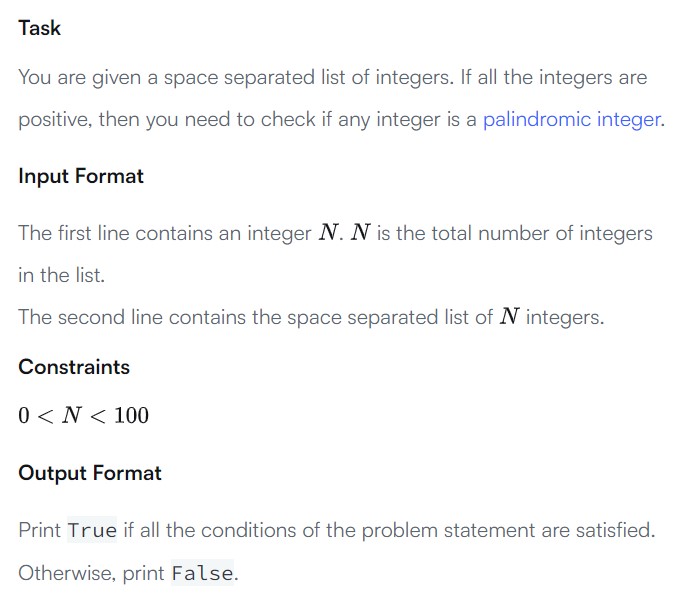 Task
You are given a space separated list of integers. If all the integers are
positive, then you need to check if any integer is a palindromic integer.
Input Format
The first line contains an integer N. N is the total number of integers
in the list.
The second line contains the space separated list of N integers.
Constraints
0 < N < 100
Output Format
Print True if all the conditions of the problem statement are satisfied.
Otherwise, print False.